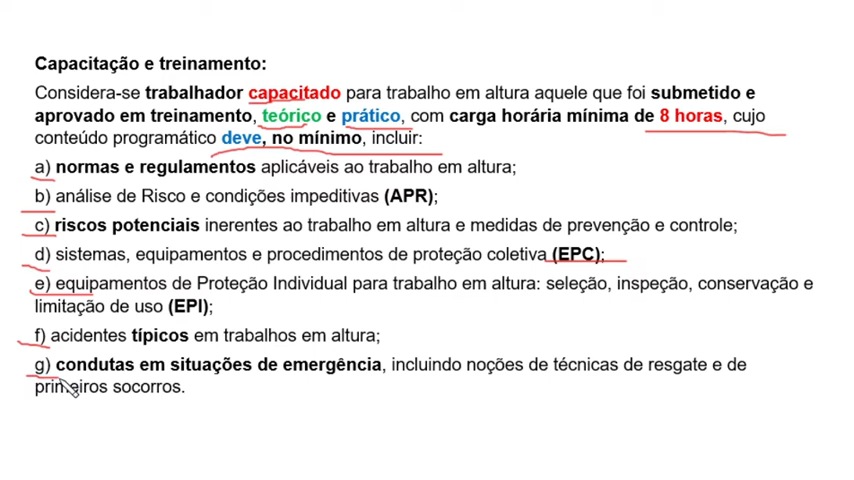 Capacitação e treinamento:
Considera-se trabalhador capacitado para trabalho em altura aquele que foi submetido e
aprovado em treinamento, teórico e prático, com carga horária mínima de 8 horas, cujo
conteúdo programático deve, no mínimo, incluir:
a) normas e regulamentos aplicáveis ao trabalho em altura;
b) análise de Risco e condições impeditivas (APR);
c) riscos potenciais inerentes ao trabalho em altura e medidas de prevenção e controle;
d) sistemas, equipamentos e procedimentos de proteção coletiva (EPC);
e) equipamentos de Proteção Individual para trabalho em altura: seleção, inspeção, conservação e
limitação de uso (EPI);
f) acidentes típicos em trabalhos em altura;
g) condutas em situações de emergência, incluindo noções de técnicas de resgate e de
primeiros socorros.